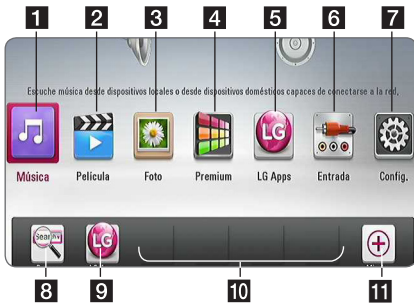 1 2 3 4 5 6 7
Escuche música desde dispositivos locales o desde dispositivos domésticos capaces de conectarse a la red,
LG
Música Película Foto Premium LG Apps Entrada Config.
Search
LG
8 9 10 11